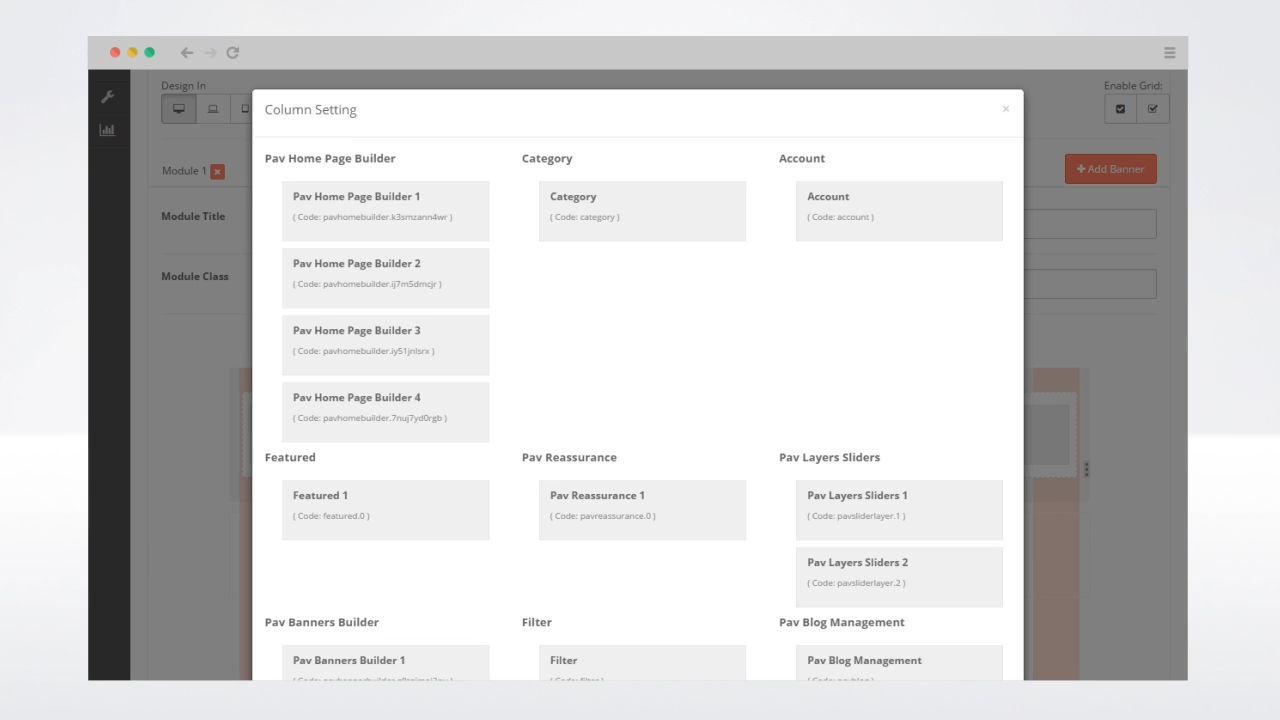 Design In
Enable Grid:
Column Setting
×
Module 1
Add Banner
Module Title
Module Class
Pav Home Page Builder
Pav Home Page Builder 1
( Code: pavhomebuilder.k3smzann4wr )
Pav Home Page Builder 2
( Code: pavhomebuilder.ij7m5dmcjr )
Pav Home Page Builder 3
( Code: pavhomebuilder.iy51jnlsrx )
Pav Home Page Builder 4
( Code: pavhomebuilder.7nuj7yd0rgb )
Category
Category
( Code: category )
Account
Account
( Code: account )
Featured
Featured 1
( Code: featured.0 )
Pav Reassurance
Pav Reassurance 1
( Code: pavreassurance.0 )
Pav Layers Sliders
Pav Layers Sliders 1
( Code: pavsliderlayer.1 )
Pav Layers Sliders 2
( Code: pavsliderlayer.2 )
Pav Banners Builder
Pav Banners Builder 1
Filter
Filter
( Code: filter )
Pav Blog Management
Pav Blog Management
( Code: pavblog )